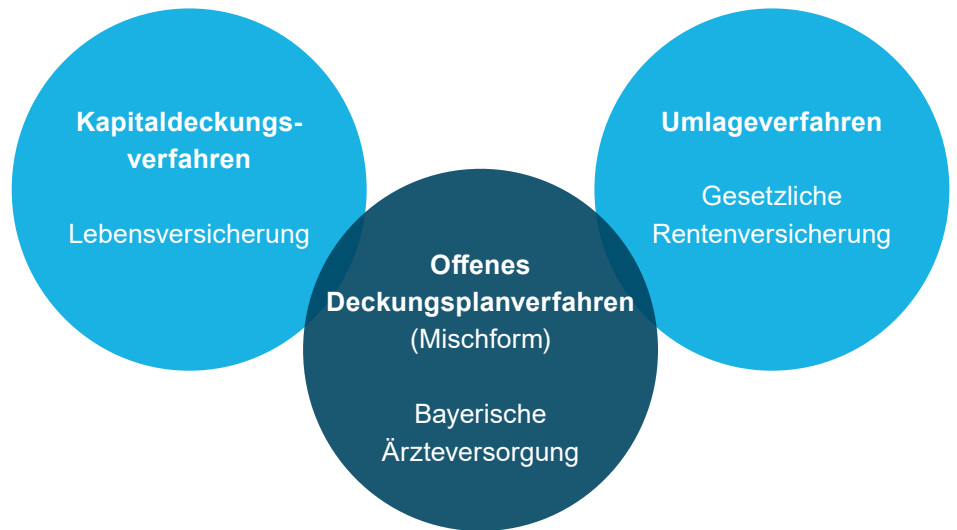 Kapitaldeckungs-
verfahren
Lebensversicherung
Umlageverfahren
Gesetzliche
Rentenversicherung
Offenes
Deckungsplanverfahren
(Mischform)
Bayerische
Ärzteversorgung